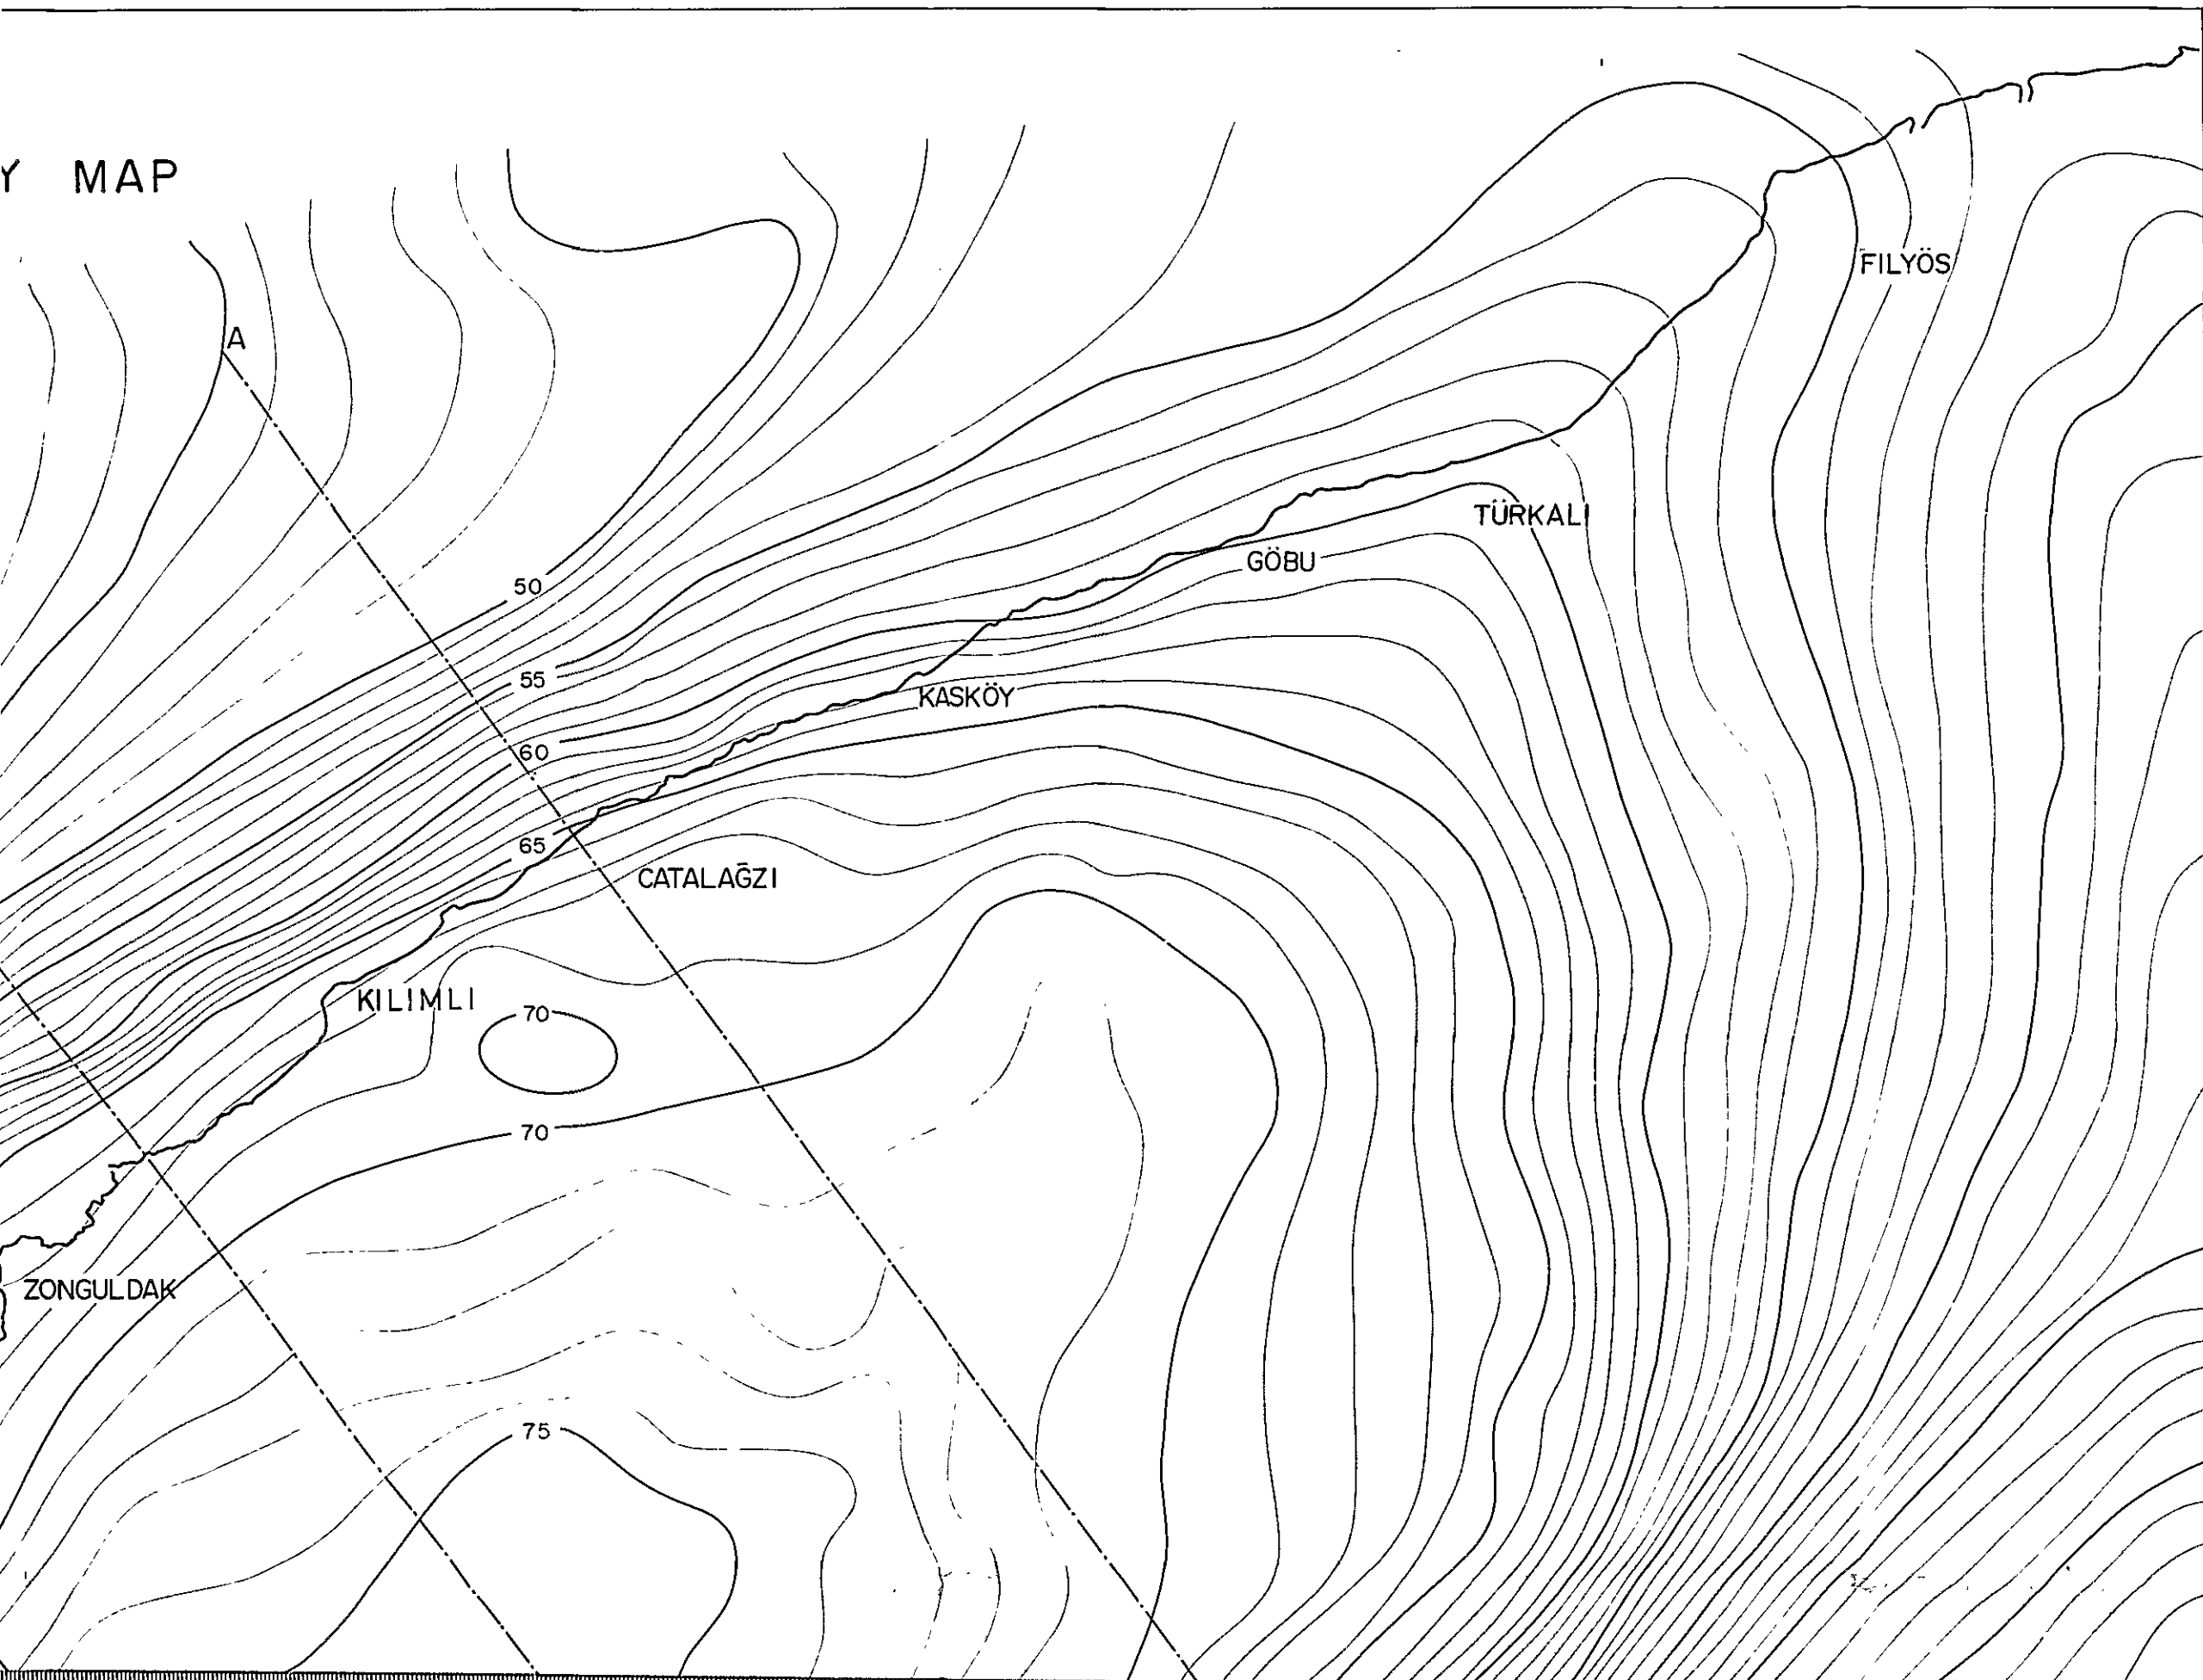 Y MAP
A
FILYÖS
50
TÜRKALI
GÖBU
55
KASKÖY
60
65
CATALAĞZI
KILIMLI
70
70
ZONGULDAK
75